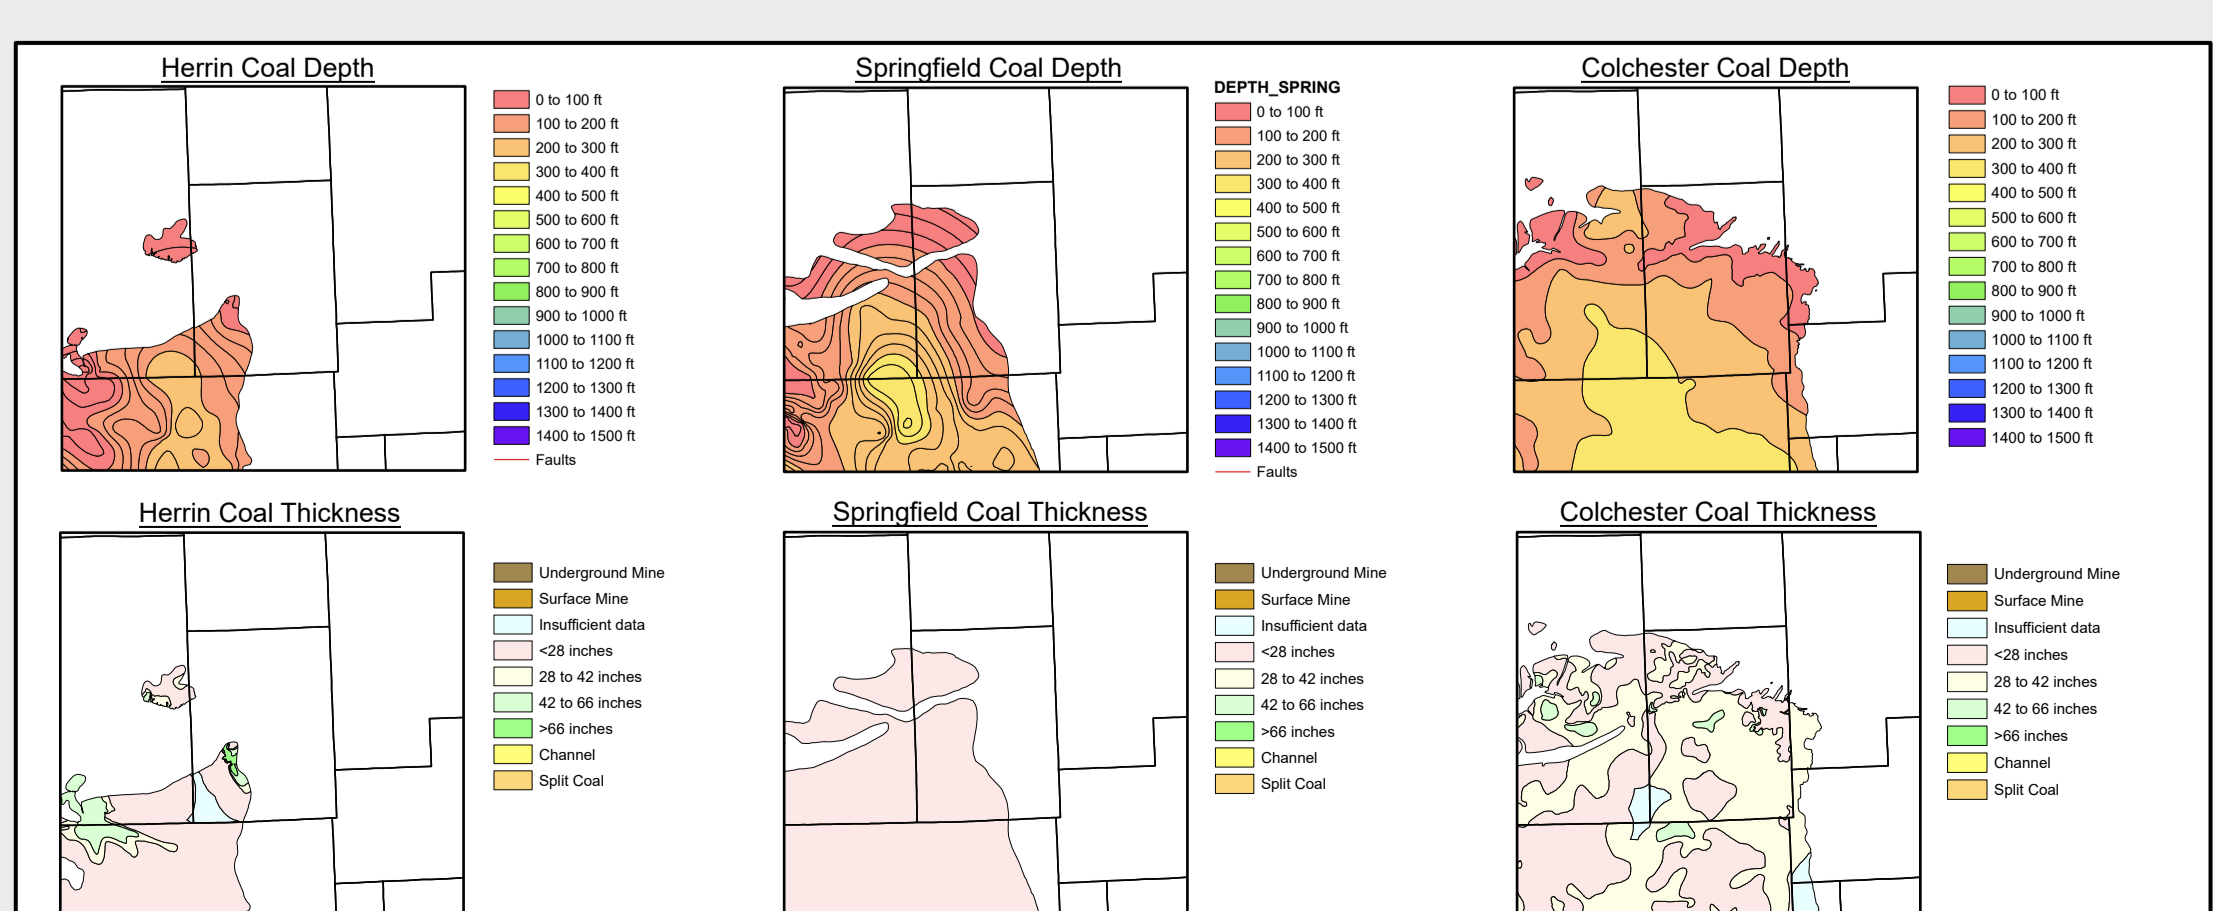 Herrin Coal Depth
0 to 100 ft
100 to 200 ft
200 to 300 ft
300 to 400 ft
400 to 500 ft
500 to 600 ft
600 to 700 ft
700 to 800 ft
800 to 900 ft
900 to 1000 ft
1000 to 1100 ft
1100 to 1200 ft
1200 to 1300 ft
1300 to 1400 ft
1400 to 1500 ft
Faults
Springfield Coal Depth
DEPTH_SPRING
0 to 100 ft
100 to 200 ft
200 to 300 ft
300 to 400 ft
400 to 500 ft
500 to 600 ft
600 to 700 ft
700 to 800 ft
800 to 900 ft
900 to 1000 ft
1000 to 1100 ft
1100 to 1200 ft
1200 to 1300 ft
1300 to 1400 ft
1400 to 1500 ft
Faults
Colchester Coal Depth
0 to 100 ft
100 to 200 ft
200 to 300 ft
300 to 400 ft
400 to 500 ft
500 to 600 ft
600 to 700 ft
700 to 800 ft
800 to 900 ft
900 to 1000 ft
1000 to 1100 ft
1100 to 1200 ft
1200 to 1300 ft
1300 to 1400 ft
1400 to 1500 ft
Herrin Coal Thickness
Underground Mine
Surface Mine
Insufficient data
<28 inches
28 to 42 inches
42 to 66 inches
>66 inches
Channel
Split Coal
Springfield Coal Thickness
Underground Mine
Surface Mine
Insufficient data
<28 inches
28 to 42 inches
42 to 66 inches
>66 inches
Channel
Split Coal
Colchester Coal Thickness
Underground Mine
Surface Mine
Insufficient data
<28 inches
28 to 42 inches
42 to 66 inches
>66 inches
Channel
Split Coal